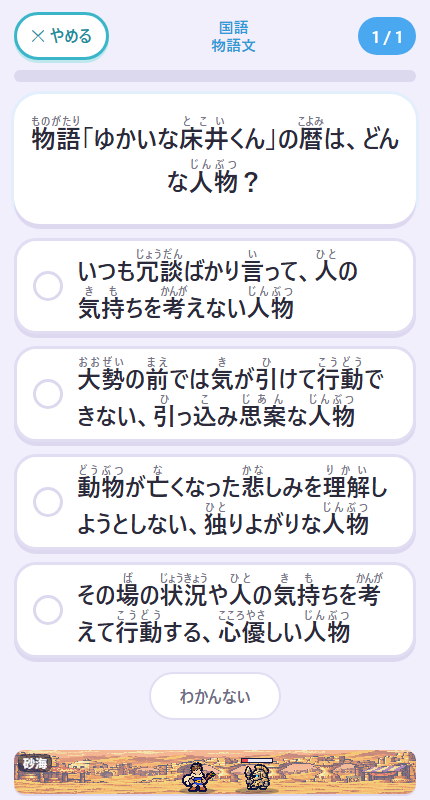 × やめる
国語
物語文
1 / 1
ものがたり とこい こよみ
物語「ゆかいな床井くん」の暦は、どん
じんぶつ
な人物？
じょうだん い ひと
いつも冗談ばかり言って、人の
きも かんが じんぶつ
気持ちを考えない人物
おおぜい まえ き ひ こうどう
大勢の前では気が引けて行動で
ひ こ じあん じんぶつ
きない、引っ込み思案な人物
どうぶつ な かな りかい
動物が亡くなった悲しみを理解し
ひと じんぶつ
ようとしない、独りよがりな人物
ば じょうきょう ひと きも かんが
その場の状況や人の気持ちを考
こうどう こころやさ じんぶつ
えて行動する、心優しい人物
わかんない
砂海